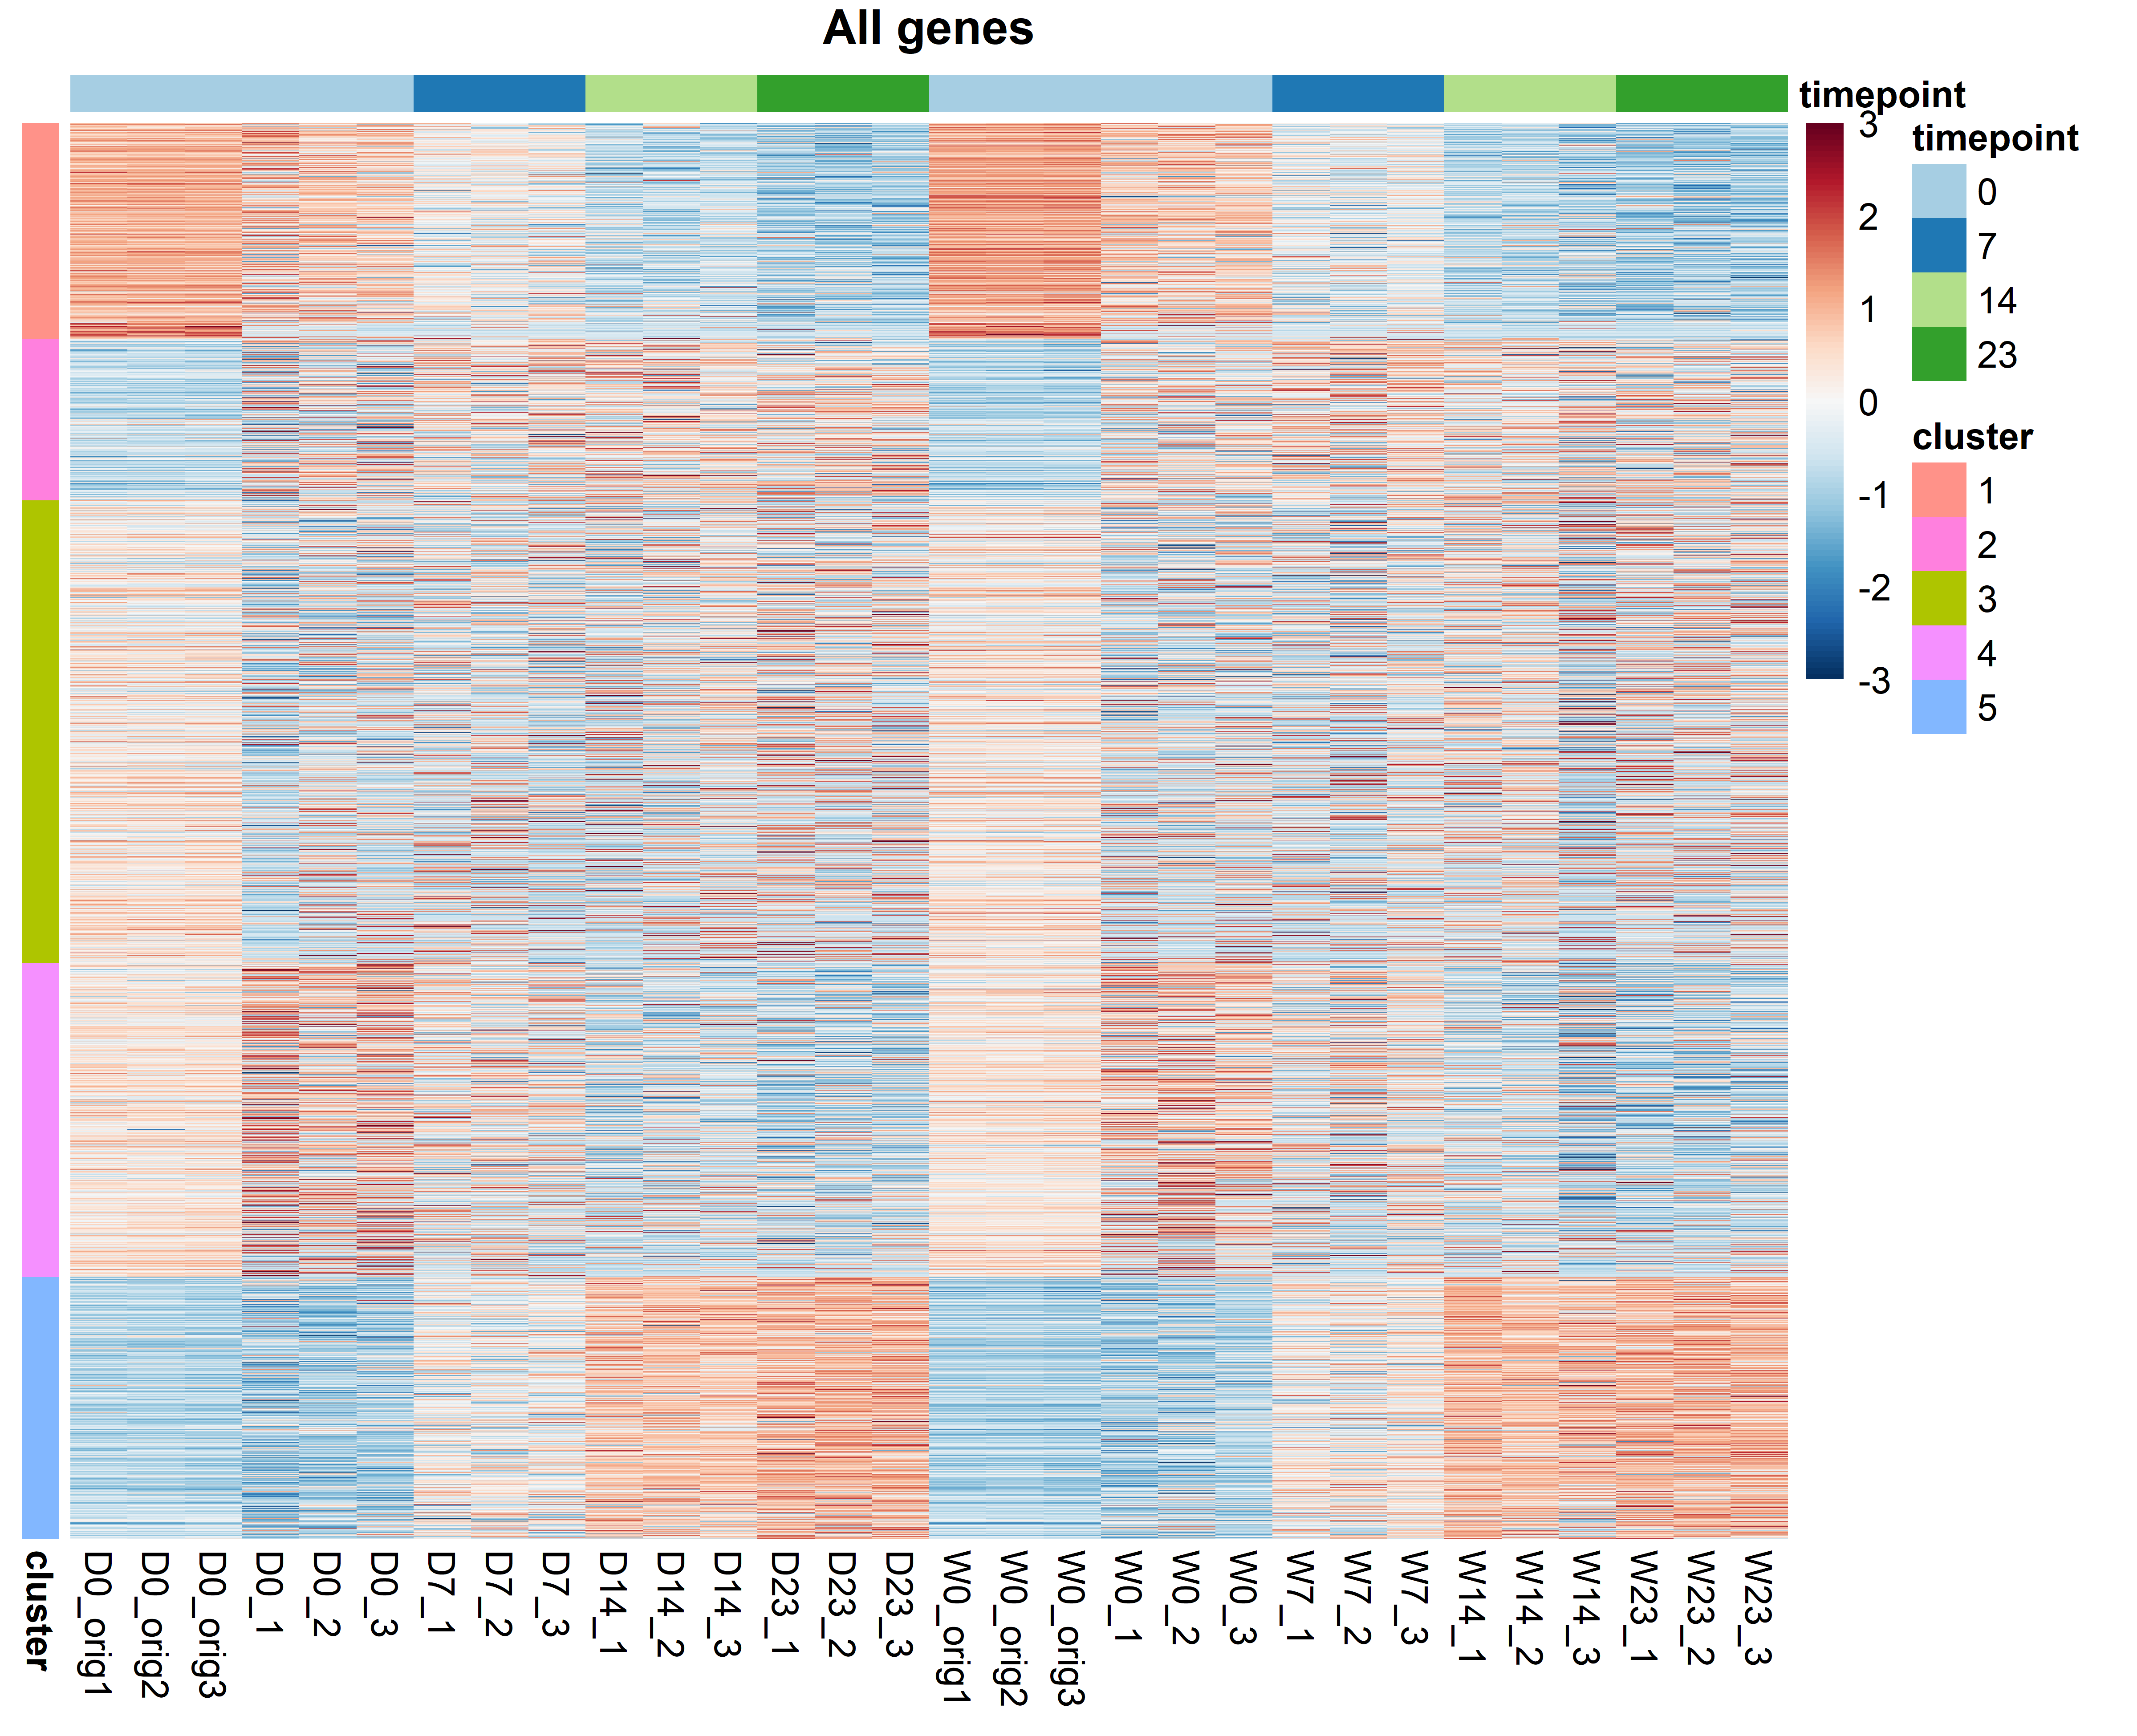 All genes
timepoint
3
2
1
0
-1
-2
-3
timepoint
0
7
14
23
cluster
1
2
3
4
5
cluster
D0_orig1
D0_orig2
D0_orig3
D0_1
D0_2
D0_3
D7_1
D7_2
D7_3
D14_1
D14_2
D14_3
D23_1
D23_2
D23_3
W0_orig1
W0_orig2
W0_orig3
W0_1
W0_2
W0_3
W7_1
W7_2
W7_3
W14_1
W14_2
W14_3
W23_1
W23_2
W23_3